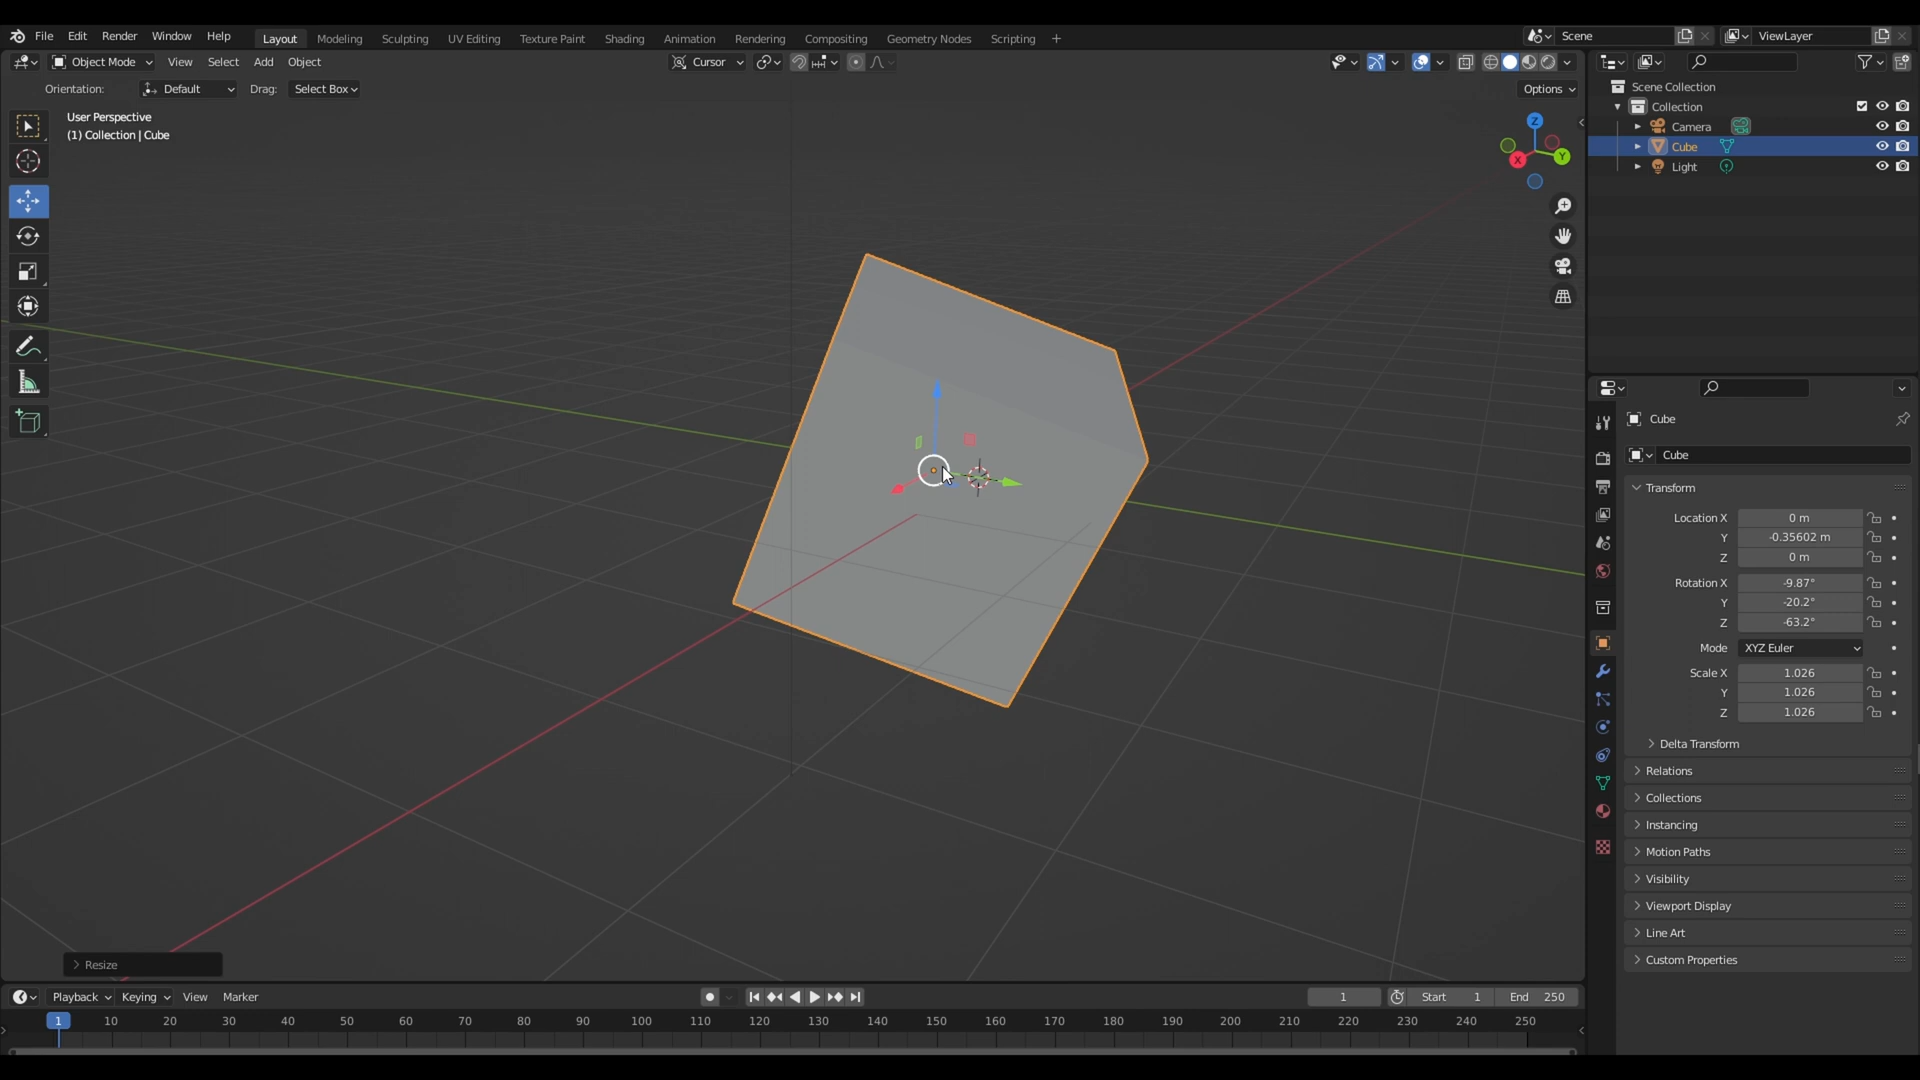 File Edit Render Window Help Layout Modeling Sculpting UV Editing Texture Paint Shading Animation Rendering Compositing Geometry Nodes Scripting + Scene ViewLayer
Object Mode View Select Add Object Cursor
Orientation: Default Drag: Select Box Options
User Perspective
(1) Collection | Cube
Z
X
Y
Scene Collection
Collection
Camera
Cube
Light
Cube
Cube
Transform
Location X 0 m
Y -0.35602 m
Z 0 m
Rotation X -9.87°
Y -20.2°
Z -63.2°
Mode XYZ Euler
Scale X 1.026
Y 1.026
Z 1.026
Delta Transform
Relations
Collections
Instancing
Motion Paths
Visibility
Viewport Display
Line Art
Custom Properties
Resize
Playback Keying View Marker 1 Start 1 End 250
1 10 20 30 40 50 60 70 80 90 100 110 120 130 140 150 160 170 180 190 200 210 220 230 240 250